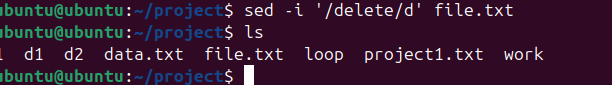 ubuntu@ubuntu:~/project$ sed -i '/delete/d' file.txt
ubuntu@ubuntu:~/project$ ls
d1 d2 data.txt file.txt loop project1.txt work
ubuntu@ubuntu:~/project$